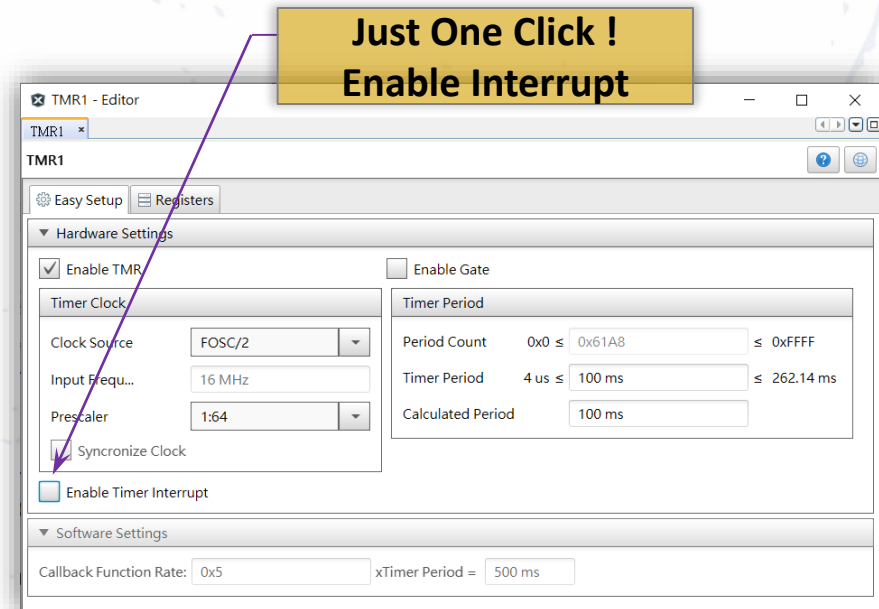 Just One Click !
Enable Interrupt
TMR1 - Editor
TMR1
TMR1
Easy Setup
Registers
Hardware Settings
Enable TMR
Enable Gate
Timer Clock
Clock Source
FOSC/2
Input Frequ...
16 MHz
Prescaler
1:64
Syncronize Clock
Timer Period
Period Count 0x0 ≤ 0x61A8 ≤ 0xFFFF
Timer Period 4 us ≤ 100 ms ≤ 262.14 ms
Calculated Period 100 ms
Enable Timer Interrupt
Software Settings
Callback Function Rate: 0x5 xTimer Period = 500 ms